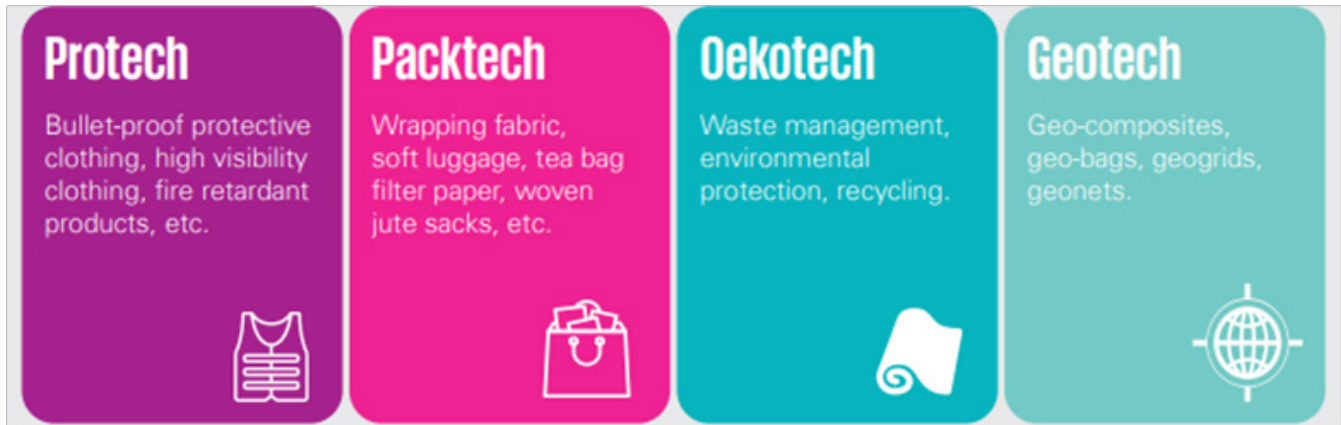 Protech
Bullet-proof protective
clothing, high visibility
clothing, fire retardant
products, etc.
Packtech
Wrapping fabric,
soft luggage, tea bag
filter paper, woven
jute sacks, etc.
Oekotech
Waste management,
environmental
protection, recycling.
Geotech
Geo-composites,
geo-bags, geogrids,
geonets.